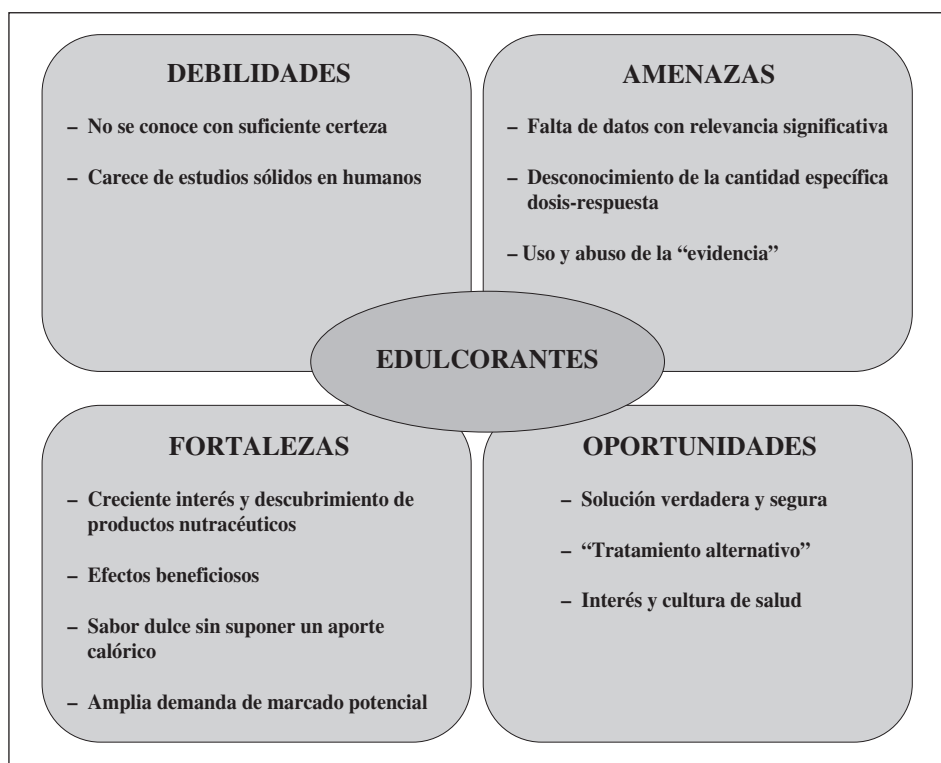 DEBILIDADES
– No se conoce con suficiente certeza
– Carece de estudios sólidos en humanos
AMENAZAS
– Falta de datos con relevancia significativa
– Desconocimiento de la cantidad específica
dosis-respuesta
– Uso y abuso de la “evidencia”
EDULCORANTES
FORTALEZAS
– Creciente interés y descubrimiento de
productos nutracéuticos
– Efectos beneficiosos
– Sabor dulce sin suponer un aporte
calórico
– Amplia demanda de marcado potencial
OPORTUNIDADES
– Solución verdadera y segura
– “Tratamiento alternativo”
– Interés y cultura de salud